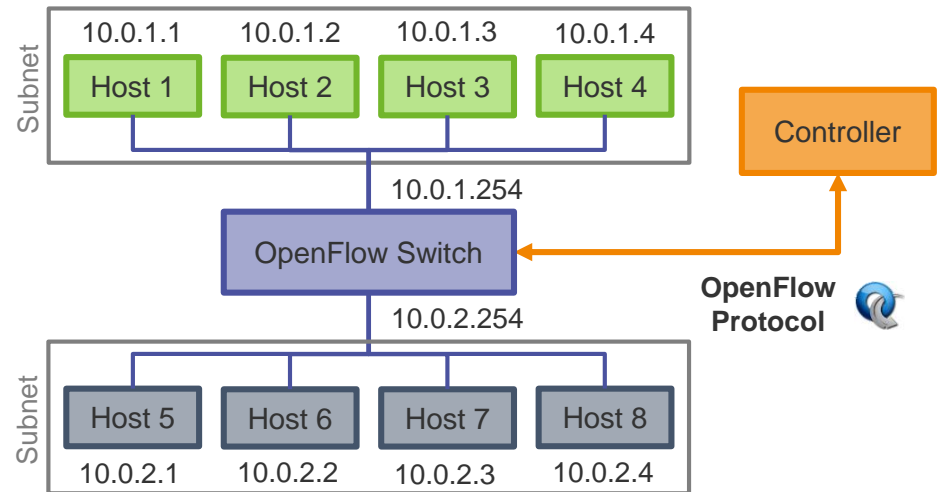 Subnet
10.0.1.1
10.0.1.2
10.0.1.3
10.0.1.4
Host 1
Host 2
Host 3
Host 4
Controller
10.0.1.254
OpenFlow Switch
OpenFlow
Protocol
10.0.2.254
Subnet
Host 5
Host 6
Host 7
Host 8
10.0.2.1
10.0.2.2
10.0.2.3
10.0.2.4